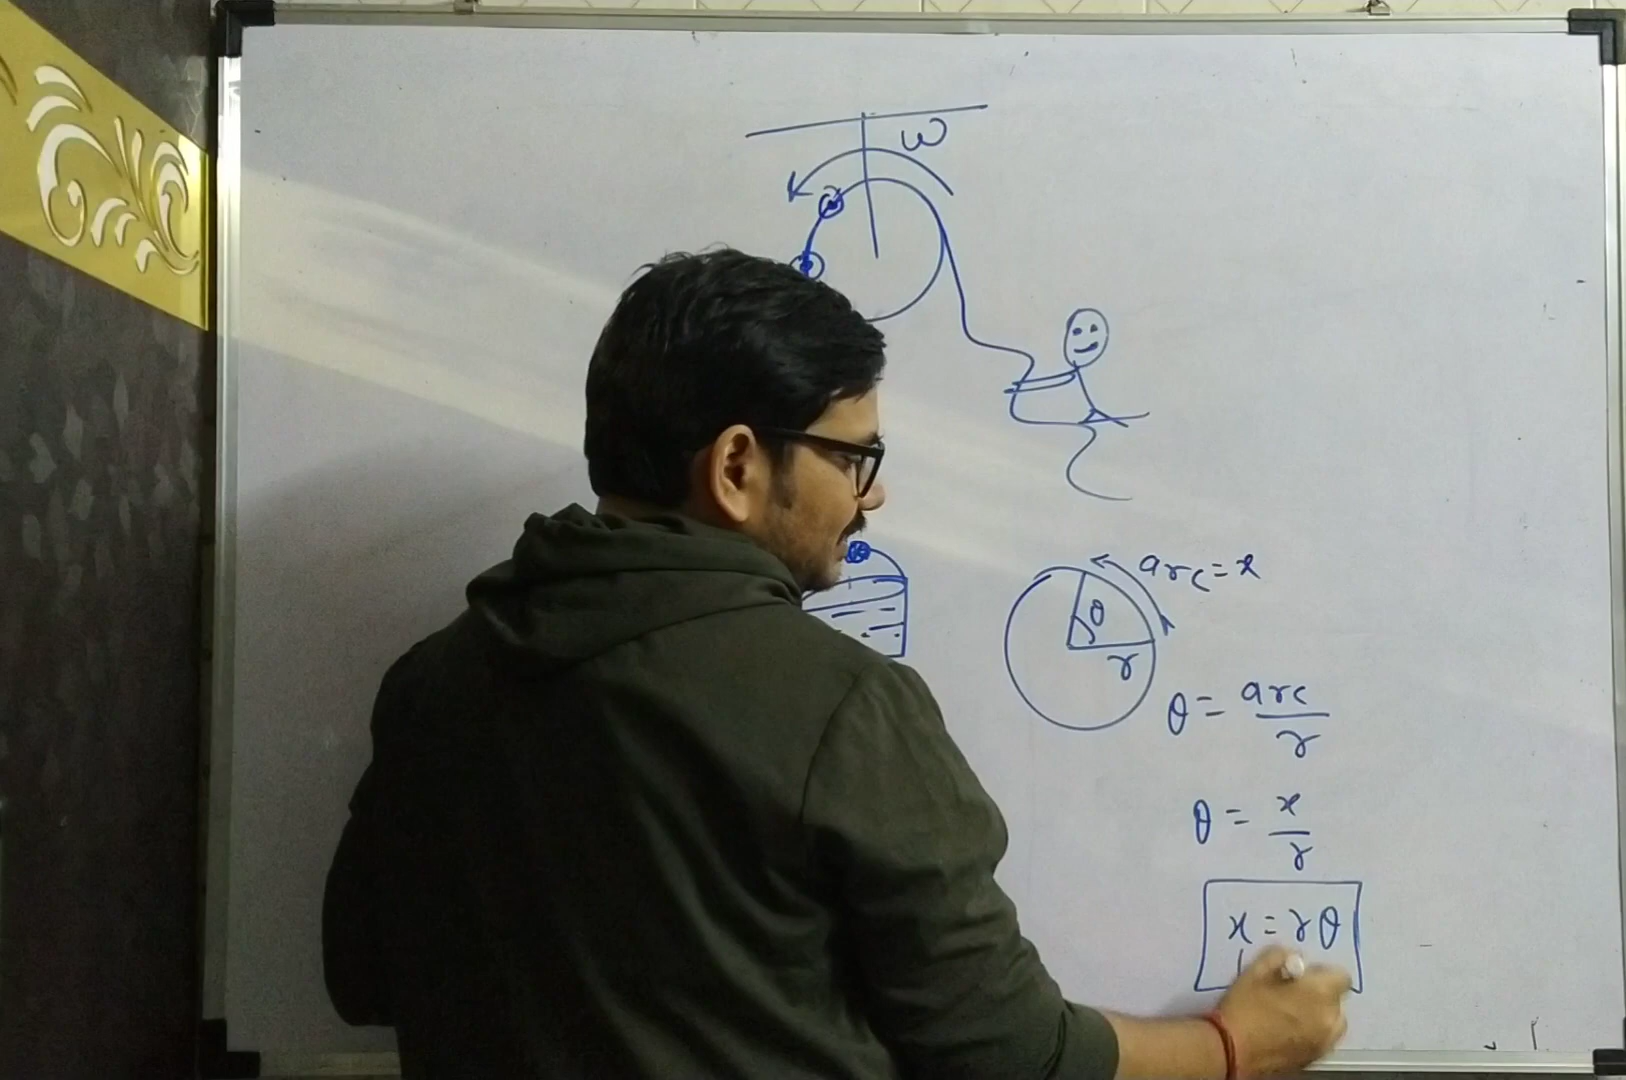 ω
arc = x
θ
r
θ = arc/r
θ = x/r
x = rθ